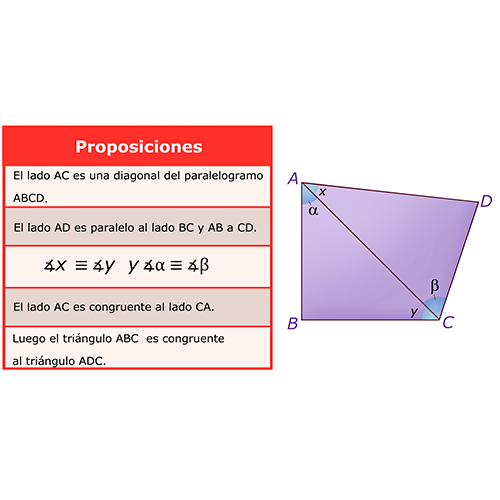 Proposiciones
El lado AC es una diagonal del paralelogramo
ABCD.
El lado AD es paralelo al lado BC y AB a CD.
∡x ≡ ∡y y ∡α ≡ ∡β
El lado AC es congruente al lado CA.
Luego el triángulo ABC es congruente
al triángulo ADC.
A
x
α
D
β
B
y
C